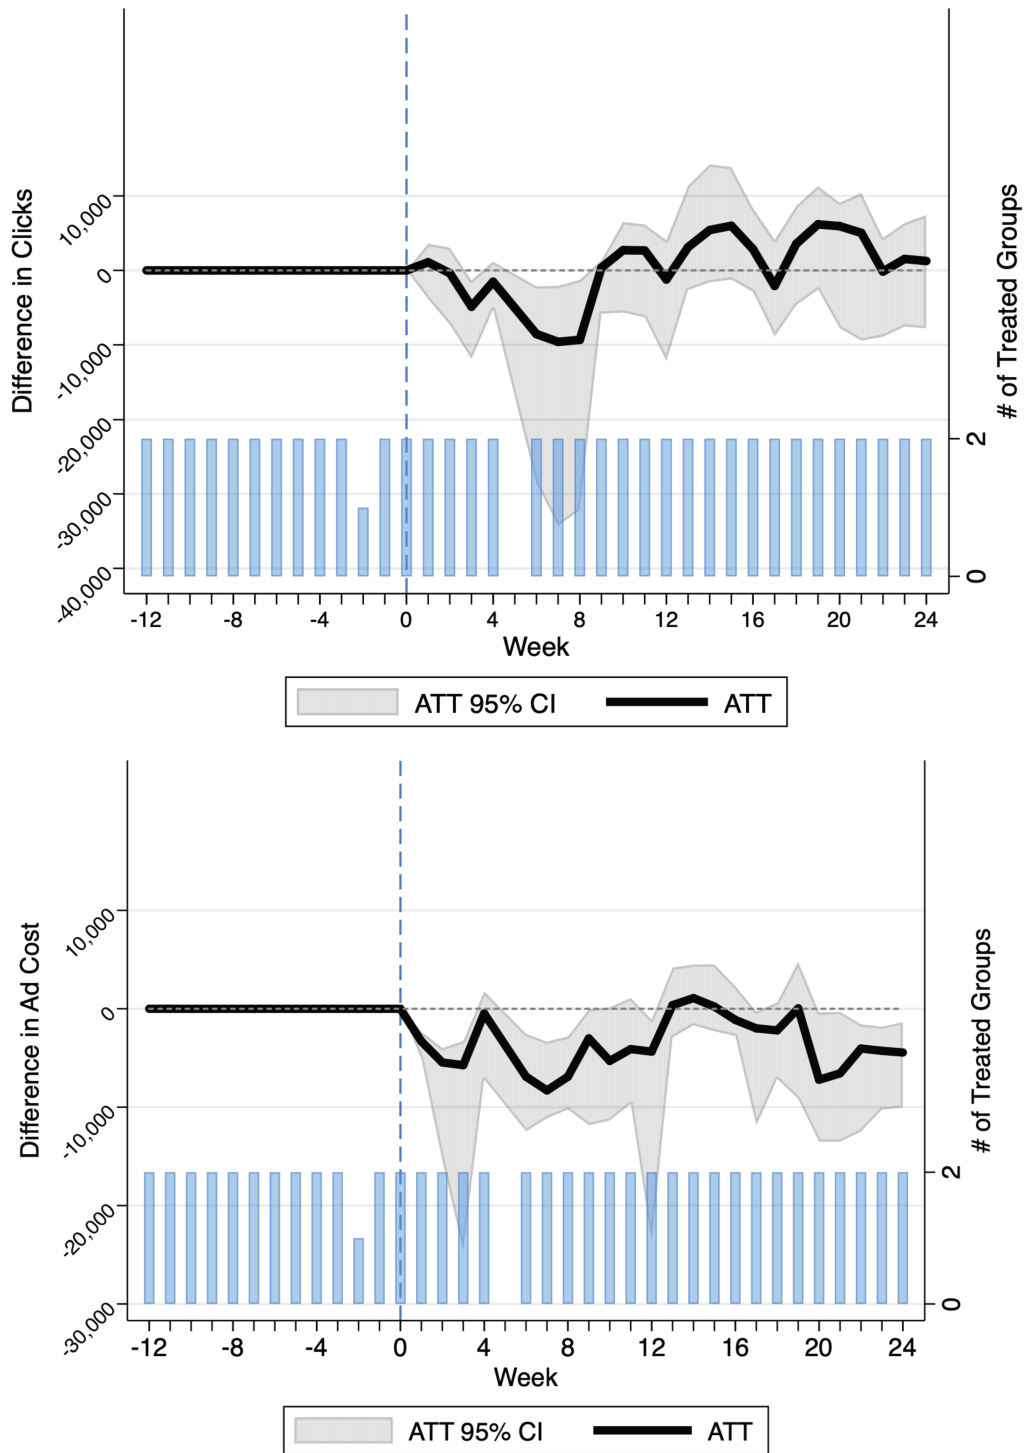 Difference in Clicks
10,000
0
-10,000
-20,000
-30,000
-40,000
# of Treated Groups
2
0
-12 -8 -4 0 4 8 12 16 20 24
Week
ATT 95% CI ATT
Difference in Ad Cost
10,000
0
-10,000
-20,000
-30,000
# of Treated Groups
2
0
-12 -8 -4 0 4 8 12 16 20 24
Week
ATT 95% CI ATT